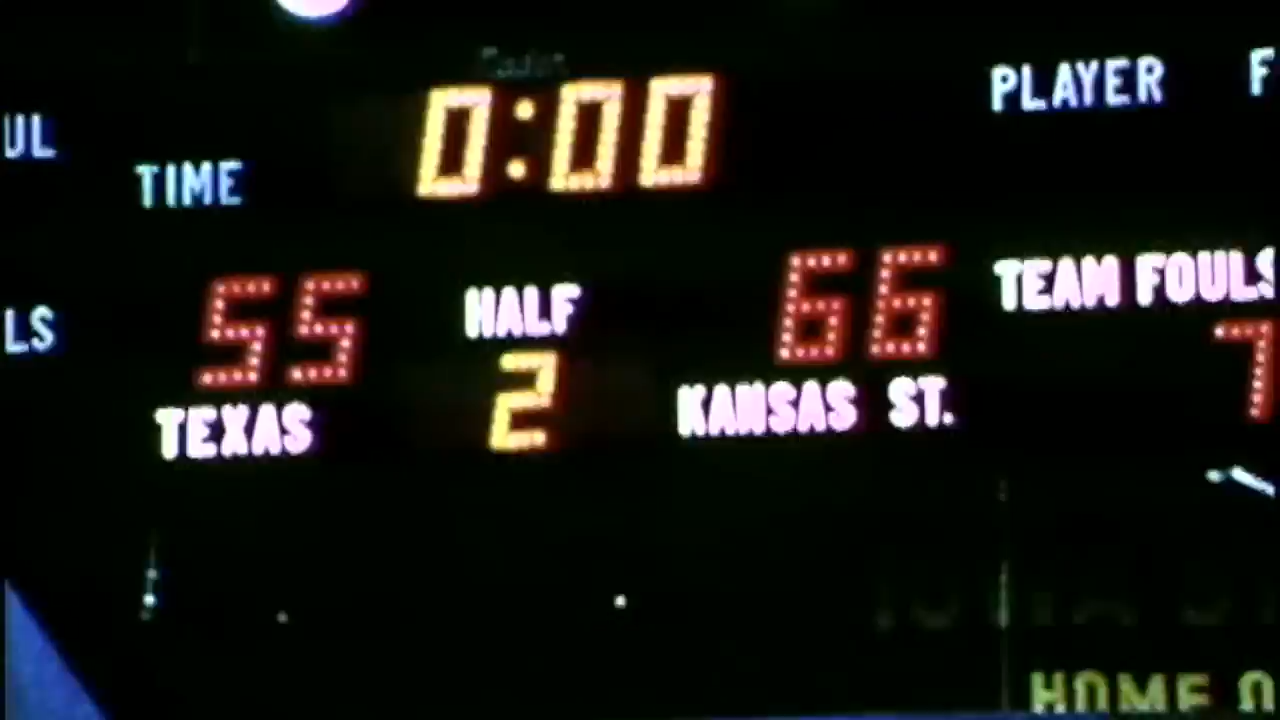 UL
TIME 0:00
PLAYER F
LS
55 HALF 66 TEAM FOULS
2 7
TEXAS KANSAS ST.
HOME